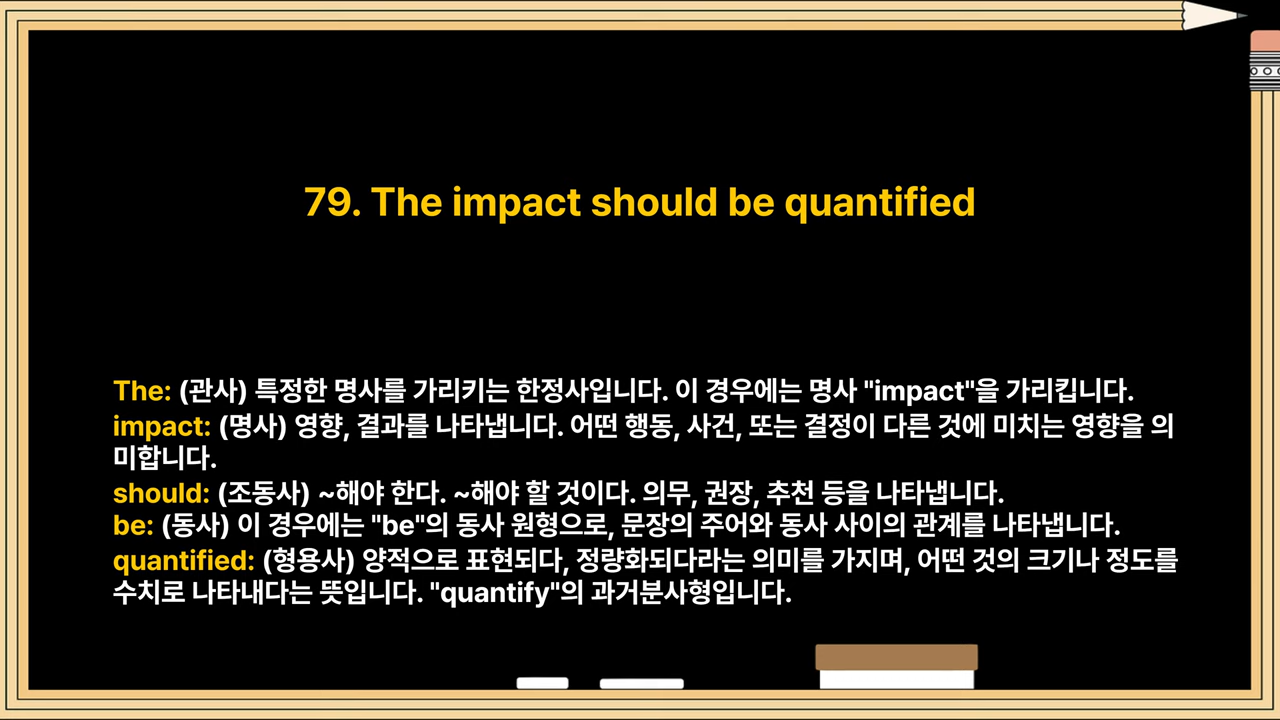 79. The impact should be quantified
The: (관사) 특정한 명사를 가리키는 한정사입니다. 이 경우에는 명사 "impact"을 가리킵니다.
impact: (명사) 영향, 결과를 나타냅니다. 어떤 행동, 사건, 또는 결정이 다른 것에 미치는 영향을 의
미합니다.
should: (조동사) ~해야 한다. ~해야 할 것이다. 의무, 권장, 추천 등을 나타냅니다.
be: (동사) 이 경우에는 "be"의 동사 원형으로, 문장의 주어와 동사 사이의 관계를 나타냅니다.
quantified: (형용사) 양적으로 표현되다, 정량화되다라는 의미를 가지며, 어떤 것의 크기나 정도를
수치로 나타내다는 뜻입니다. "quantify"의 과거분사형입니다.